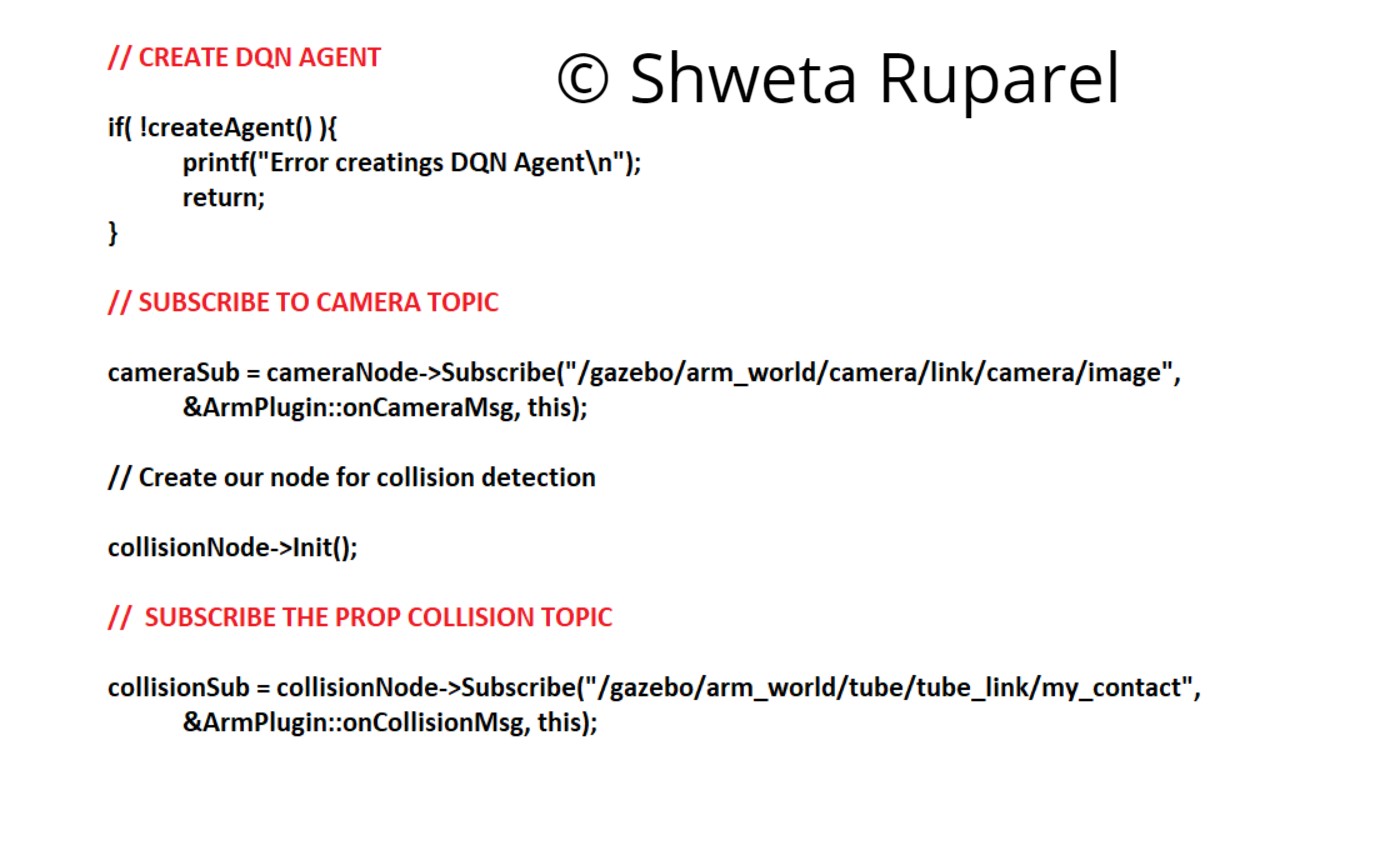 // CREATE DQN AGENT
© Shweta Ruparel
if( !createAgent() ){
printf("Error creatings DQN Agent\n");
return;
}
// SUBSCRIBE TO CAMERA TOPIC
cameraSub = cameraNode->Subscribe("/gazebo/arm_world/camera/link/camera/image",
&ArmPlugin::onCameraMsg, this);
// Create our node for collision detection
collisionNode->Init();
//  SUBSCRIBE THE PROP COLLISION TOPIC
collisionSub = collisionNode->Subscribe("/gazebo/arm_world/tube/tube_link/my_contact",
&ArmPlugin::onCollisionMsg, this);